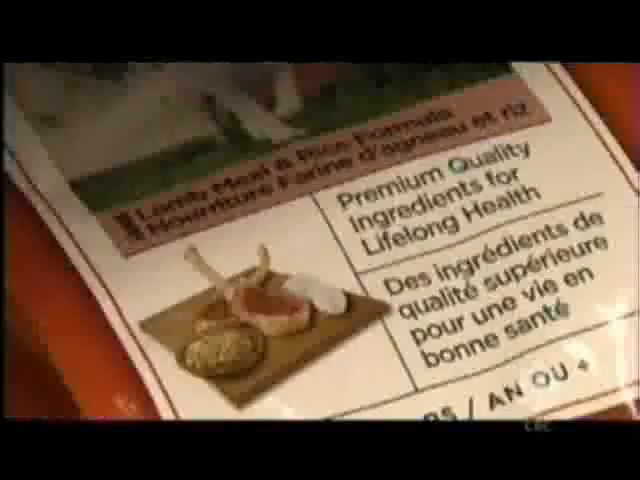 Lamb Meal & Rice Formula
Nourriture Farine d'agneau et riz
Premium Quality
Ingredients for
Lifelong Health
Des ingrédients de
qualité supérieure
pour une vie en
bonne santé
/ AN OU +
CBC